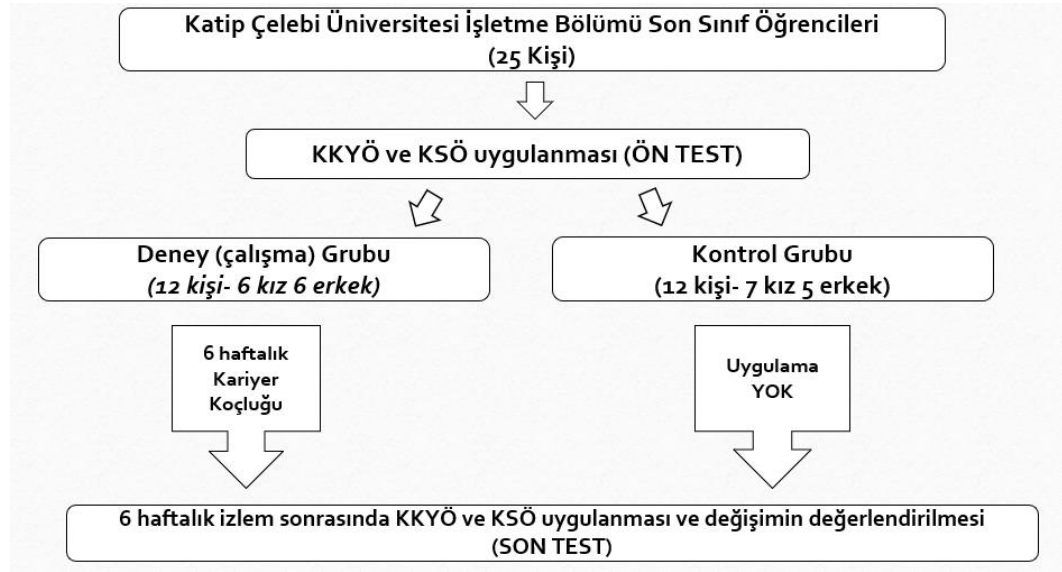 Katip Çelebi Üniversitesi İşletme Bölümü Son Sınıf Öğrencileri
(25 Kişi)
KKYÖ ve KSÖ uygulanması (ÖN TEST)
Deney (çalışma) Grubu
(12 kişi- 6 kız 6 erkek)
Kontrol Grubu
(12 kişi- 7 kız 5 erkek)
6 haftalık
Kariyer
Koçluğu
Uygulama
YOK
6 haftalık izlem sonrasında KKYÖ ve KSÖ uygulanması ve değişimin değerlendirilmesi
(SON TEST)